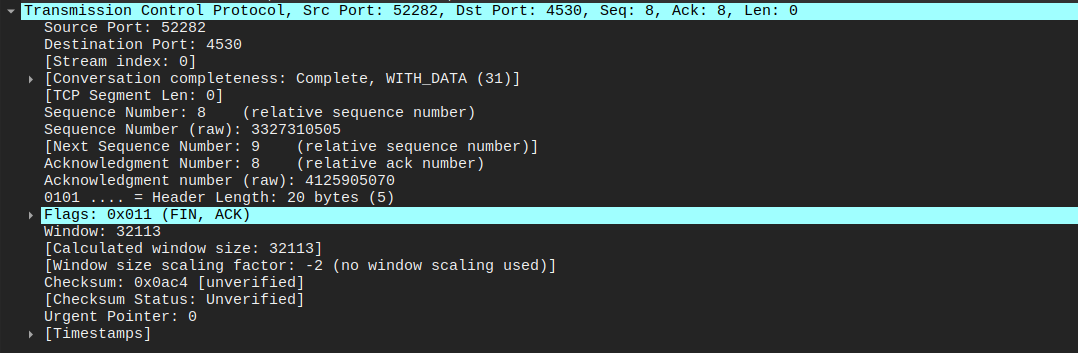 Transmission Control Protocol, Src Port: 52282, Dst Port: 4530, Seq: 8, Ack: 8, Len: 0
Source Port: 52282
Destination Port: 4530
[Stream index: 0]
[Conversation completeness: Complete, WITH_DATA (31)]
[TCP Segment Len: 0]
Sequence Number: 8    (relative sequence number)
Sequence Number (raw): 3327310505
[Next Sequence Number: 9    (relative sequence number)]
Acknowledgment Number: 8    (relative ack number)
Acknowledgment number (raw): 4125905070
0101 .... = Header Length: 20 bytes (5)
Flags: 0x011 (FIN, ACK)
Window: 32113
[Calculated window size: 32113]
[Window size scaling factor: -2 (no window scaling used)]
Checksum: 0x0ac4 [unverified]
[Checksum Status: Unverified]
Urgent Pointer: 0
[Timestamps]